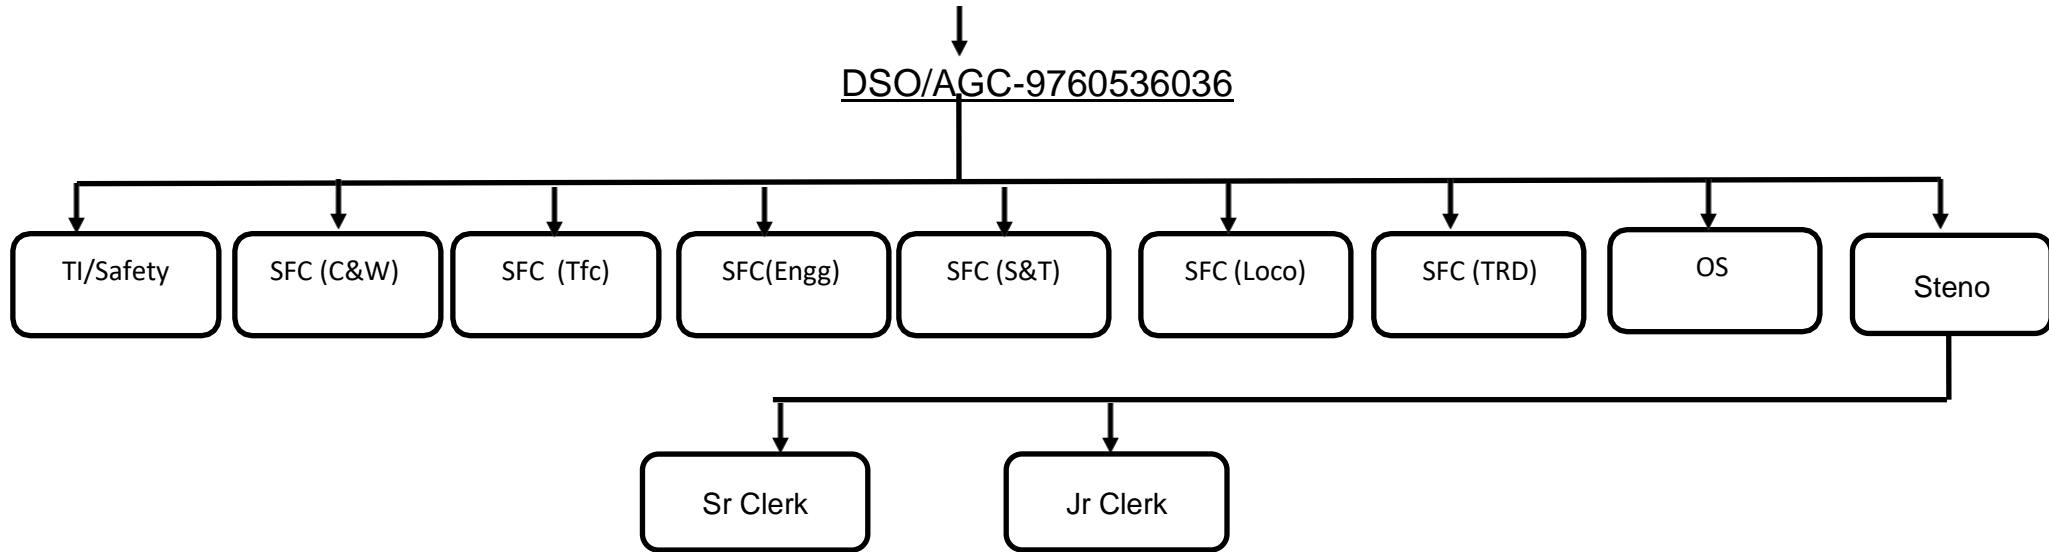 DSO/AGC-9760536036
TI/Safety
SFC (C&W)
SFC (Tfc)
SFC(Engg)
SFC (S&T)
SFC (Loco)
SFC (TRD)
OS
Steno
Sr Clerk
Jr Clerk